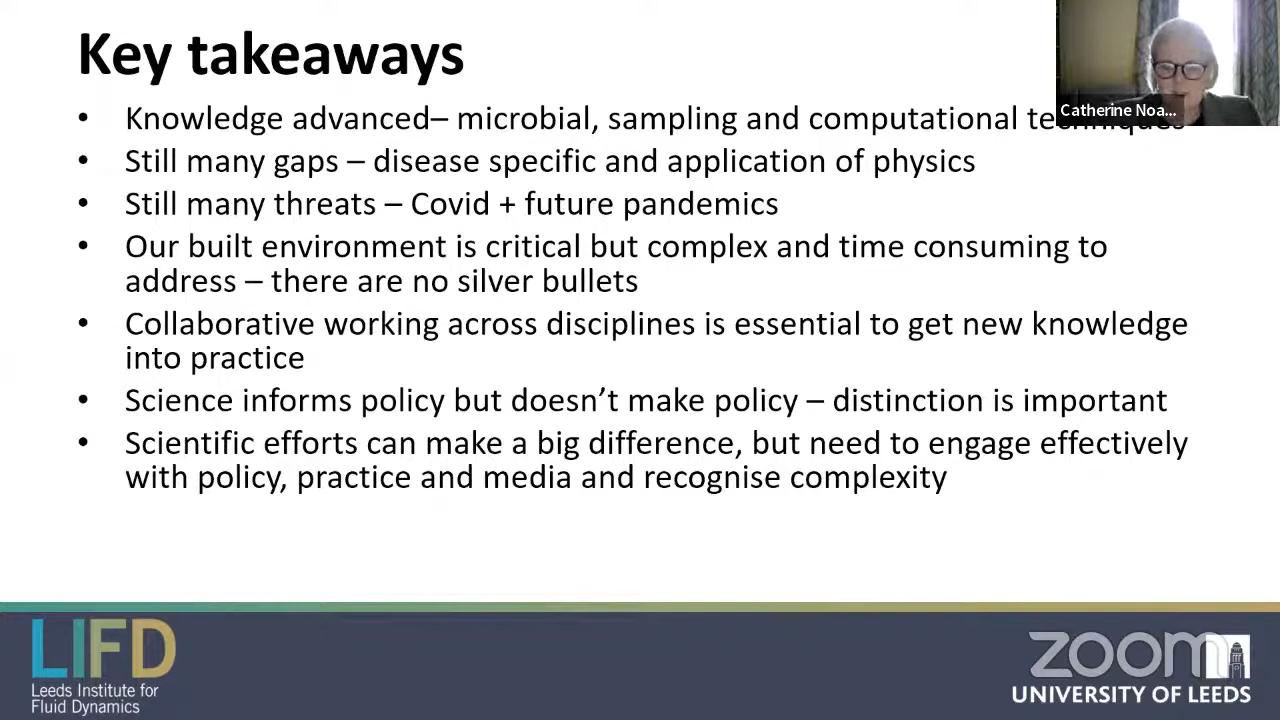 Key takeaways
Catherine Noa...
• Knowledge advanced– microbial, sampling and computational techniques
• Still many gaps – disease specific and application of physics
• Still many threats – Covid + future pandemics
• Our built environment is critical but complex and time consuming to
address – there are no silver bullets
• Collaborative working across disciplines is essential to get new knowledge
into practice
• Science informs policy but doesn’t make policy – distinction is important
• Scientific efforts can make a big difference, but need to engage effectively
with policy, practice and media and recognise complexity
LIFD
Leeds Institute for
Fluid Dynamics
zoom
UNIVERSITY OF LEEDS